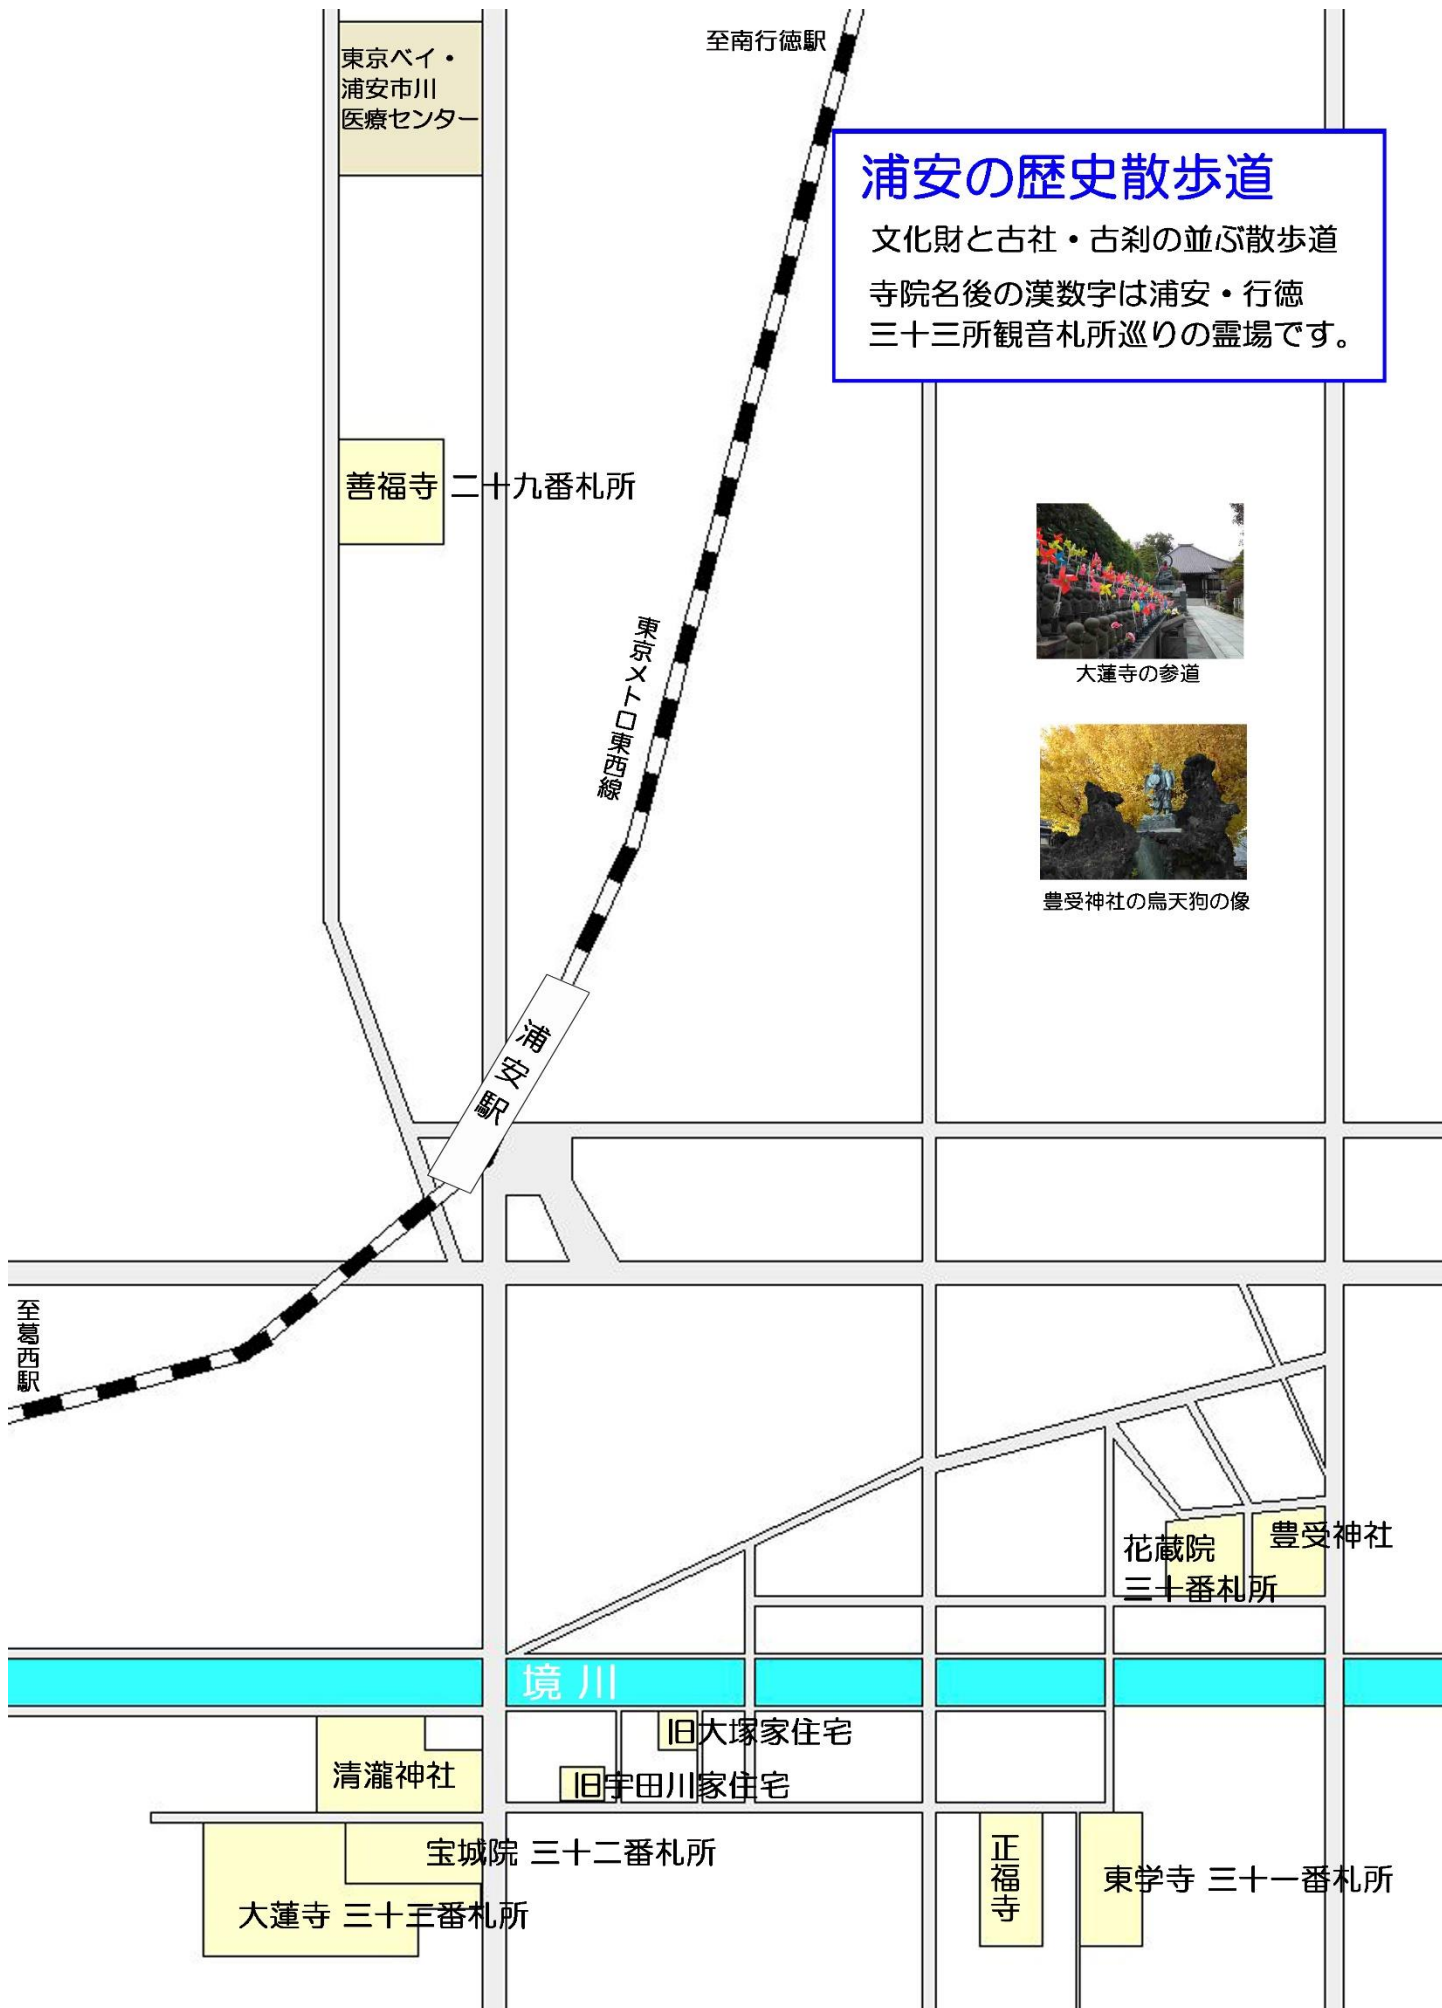 至南行徳駅
東京ベイ・
浦安市川
医療センター
浦安の歴史散歩道
文化財と古社・古刹の並ぶ散歩道
寺院名後の漢数字は浦安・行徳
三十三所観音札所巡りの霊場です。
善福寺 二十九番札所
東京メトロ東西線
大蓮寺の参道
豊受神社の烏天狗の像
浦安駅
至葛西駅
豊受神社
花蔵院
三十番札所
境川
旧大塚家住宅
旧宇田川家住宅
清瀧神社
宝城院 三十二番札所
大蓮寺 三十三番札所
正福寺
東学寺 三十一番札所